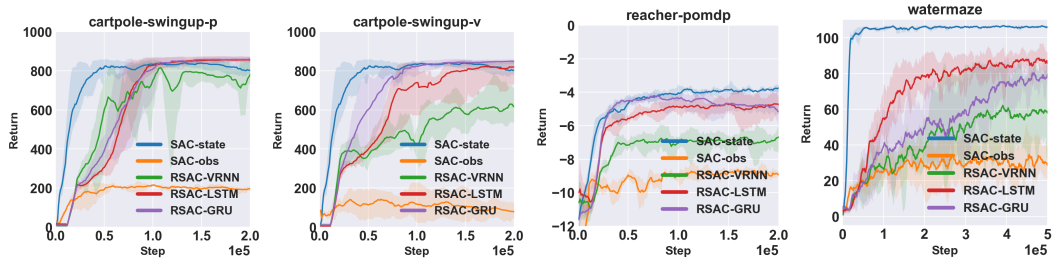 cartpole-swingup-p
Return
1000
800
600
400
200
0
SAC-state
SAC-obs
RSAC-VRNN
RSAC-LSTM
RSAC-GRU
0.0 0.5 1.0 1.5 2.0
Step 1e5
cartpole-swingup-v
Return
1000
800
600
400
200
0
SAC-state
SAC-obs
RSAC-VRNN
RSAC-LSTM
RSAC-GRU
0.0 0.5 1.0 1.5 2.0
Step 1e5
reacher-pomdp
Return
0
−2
−4
−6
−8
−10
−12
SAC-state
SAC-obs
RSAC-VRNN
RSAC-LSTM
RSAC-GRU
0.0 0.5 1.0 1.5 2.0
Step 1e5
watermaze
Return
100
80
60
40
20
0
SAC-state
SAC-obs
RSAC-VRNN
RSAC-LSTM
RSAC-GRU
0 1 2 3 4 5
Step 1e5